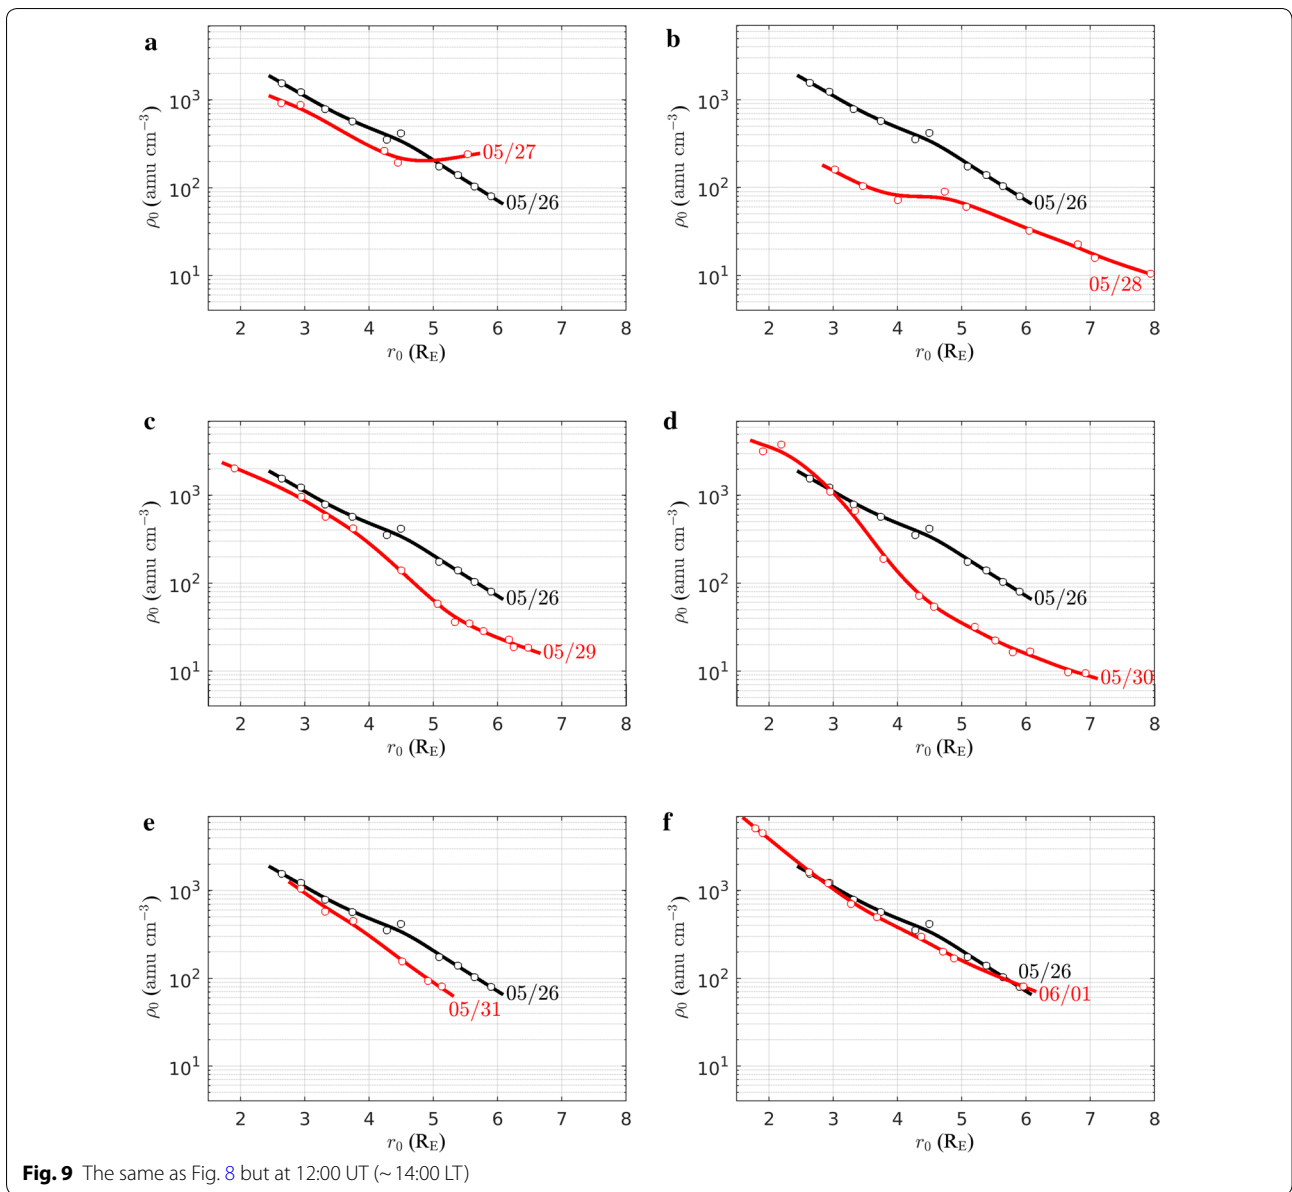 a
10³
10²
10¹
ρ₀ (amu cm⁻³)
05/27
05/26
2 3 4 5 6 7 8
r₀ (R_E)
b
10³
10²
10¹
ρ₀ (amu cm⁻³)
05/26
05/28
2 3 4 5 6 7 8
r₀ (R_E)
c
10³
10²
10¹
ρ₀ (amu cm⁻³)
05/26
05/29
2 3 4 5 6 7 8
r₀ (R_E)
d
10³
10²
10¹
ρ₀ (amu cm⁻³)
05/26
05/30
2 3 4 5 6 7 8
r₀ (R_E)
e
10³
10²
10¹
ρ₀ (amu cm⁻³)
05/26
05/31
2 3 4 5 6 7 8
r₀ (R_E)
f
10³
10²
10¹
ρ₀ (amu cm⁻³)
05/26
06/01
2 3 4 5 6 7 8
r₀ (R_E)
Fig. 9 The same as Fig. 8 but at 12:00 UT (~ 14:00 LT)